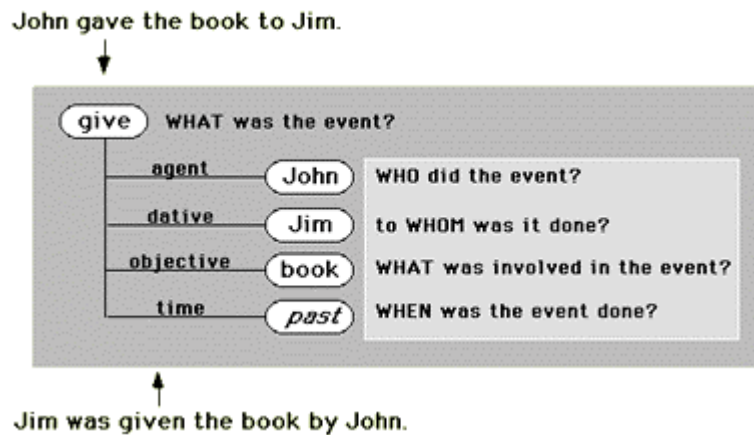 John gave the book to Jim.
give WHAT was the event?
agent John WHO did the event?
dative Jim to WHOM was it done?
objective book WHAT was involved in the event?
time past WHEN was the event done?
Jim was given the book by John.